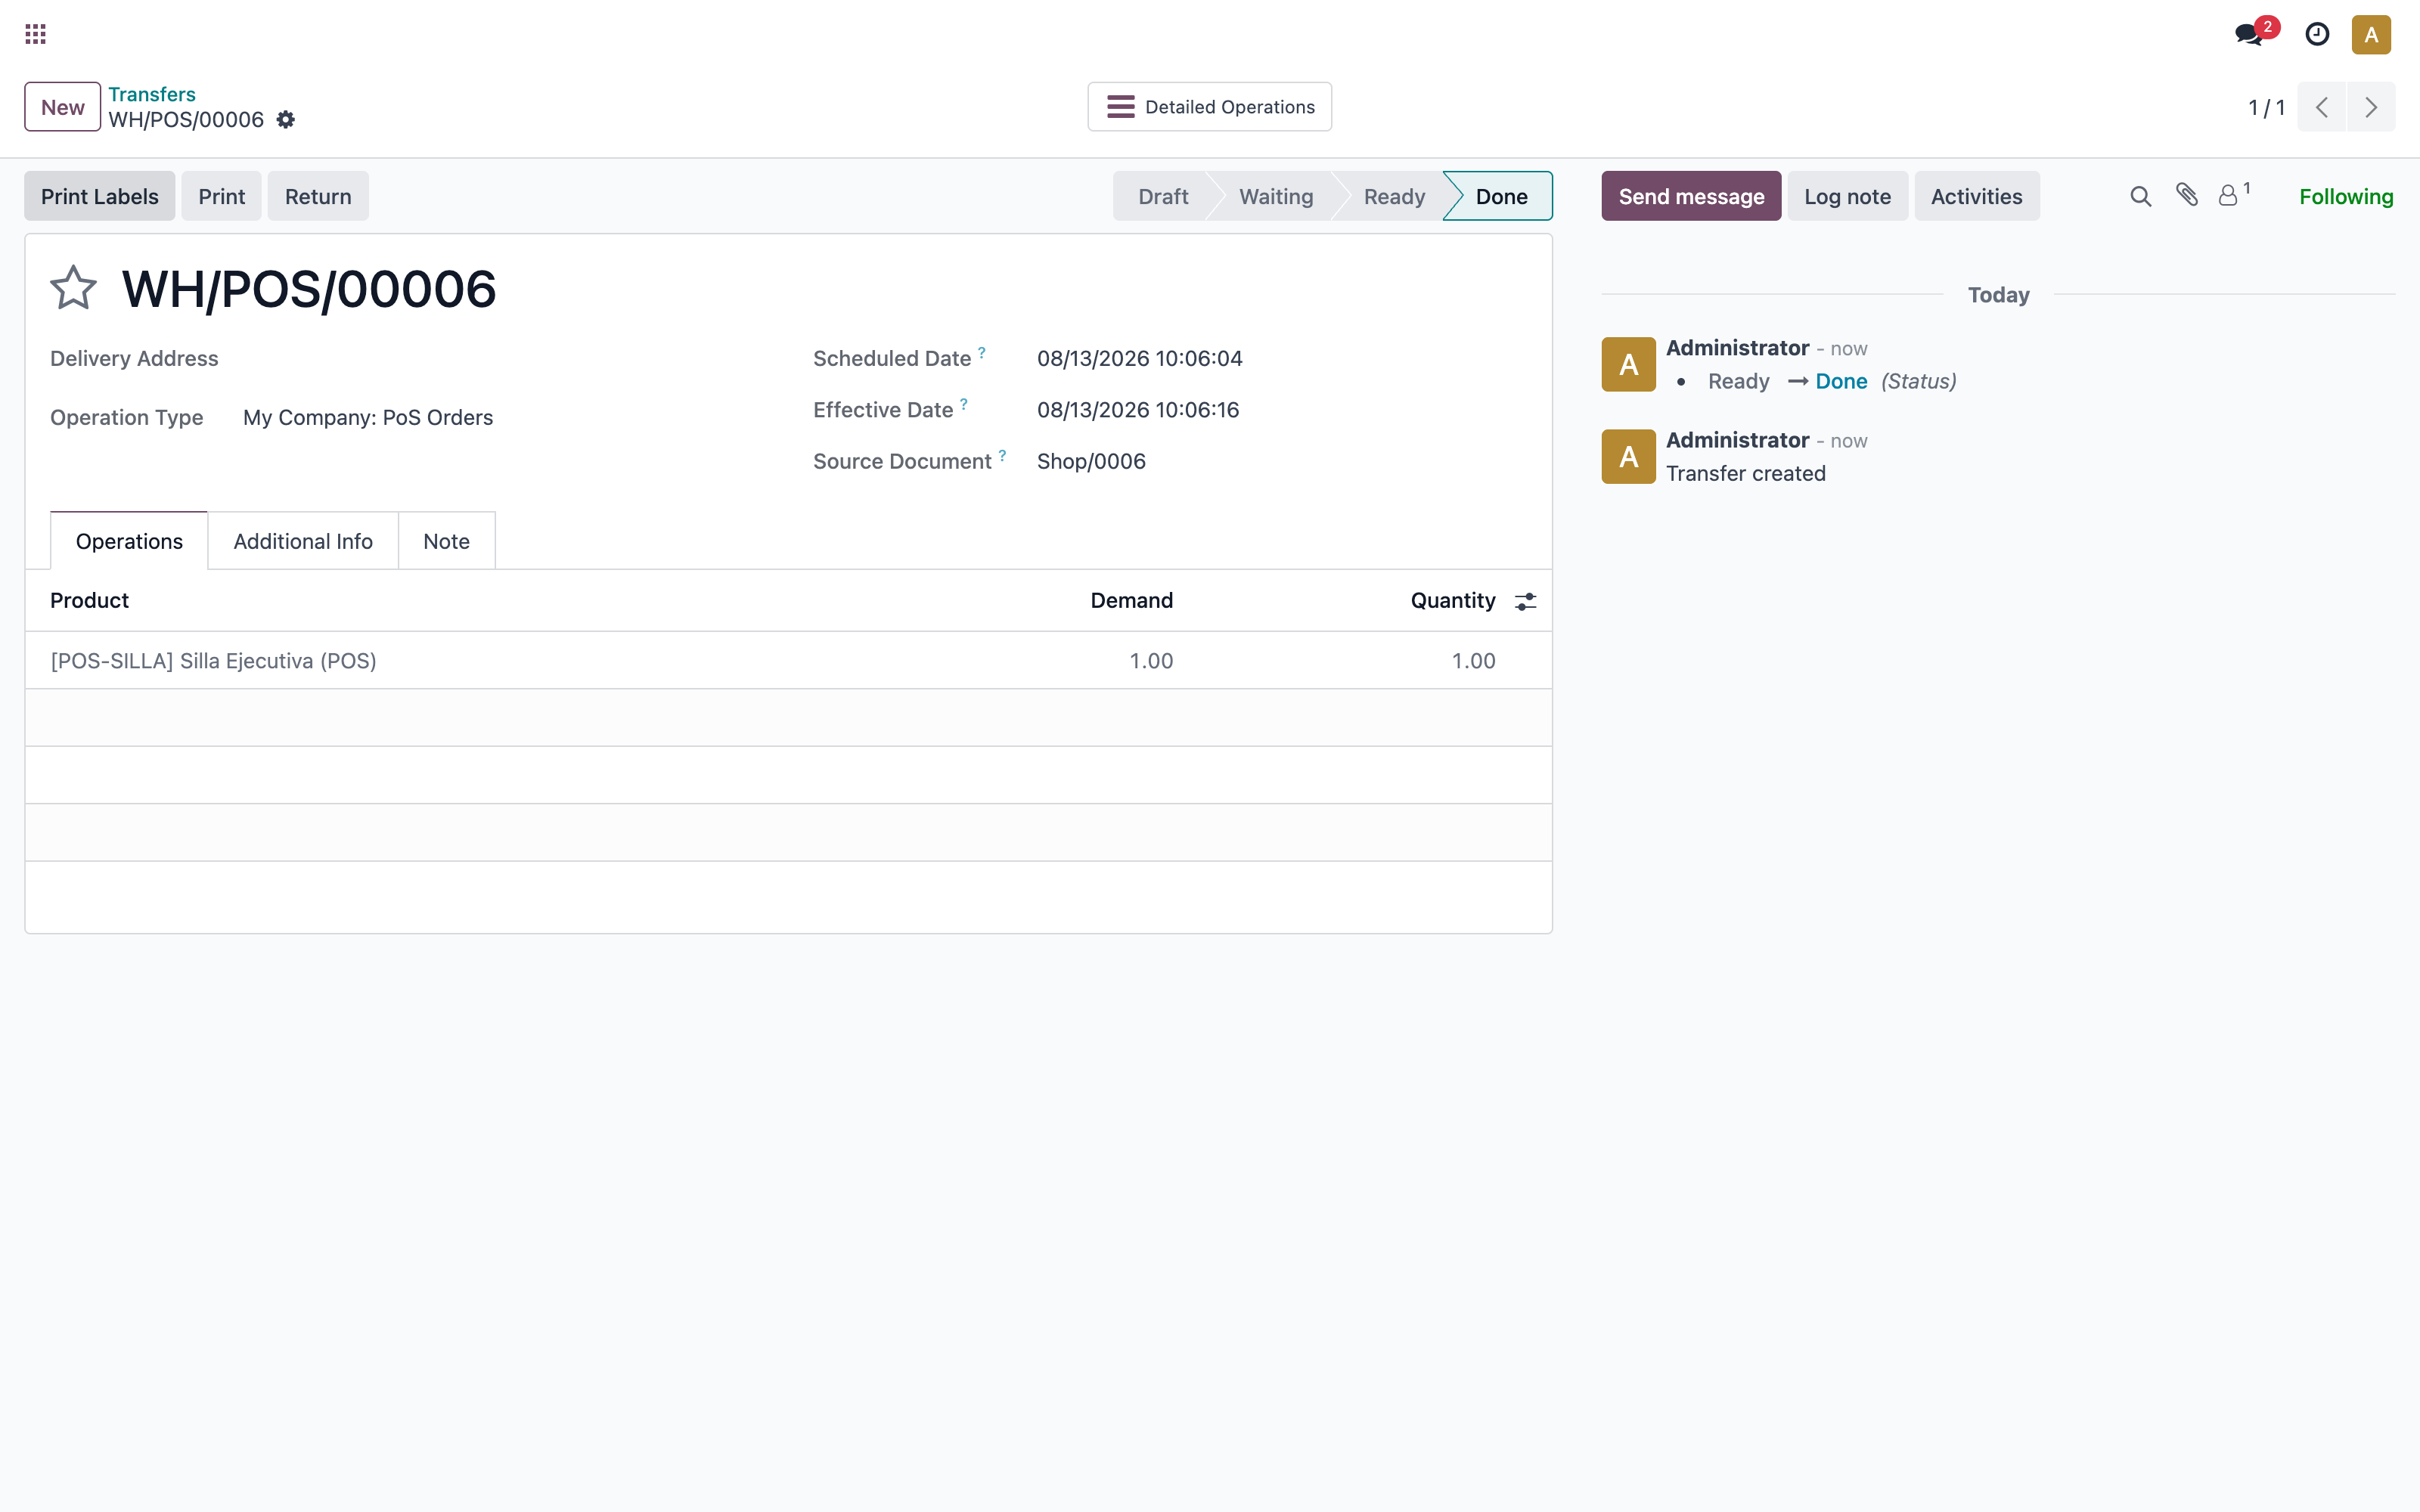 2
A
New
Transfers
WH/POS/00006
Detailed Operations
1 / 1
Print Labels
Print
Return
Draft
Waiting
Ready
Done
Send message
Log note
Activities
1
Following
WH/POS/00006
Delivery Address
Scheduled Date ? 08/13/2026 10:06:04
Operation Type My Company: PoS Orders
Effective Date ? 08/13/2026 10:06:16
Source Document ? Shop/0006
Operations
Additional Info
Note
Product Demand Quantity
[POS-SILLA] Silla Ejecutiva (POS) 1.00 1.00
Today
A
Administrator - now
• Ready → Done (Status)
A
Administrator - now
Transfer created